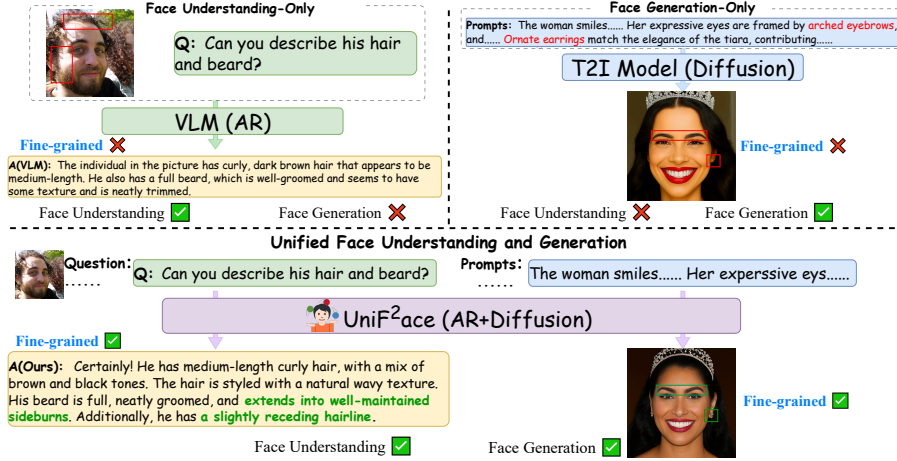 Face Understanding-Only
Q: Can you describe his hair
and beard?
VLM (AR)
Fine-grained
A(VLM): The individual in the picture has curly, dark brown hair that appears to be
medium-length. He also has a full beard, which is well-groomed and seems to have
some texture and is neatly trimmed.
Face Understanding
Face Generation
Face Generation-Only
Prompts: The woman smiles...... Her expressive eyes are framed by arched eyebrows,
and...... Ornate earrings match the elegance of the tiara, contributing......
T2I Model (Diffusion)
Fine-grained
Face Understanding
Face Generation
Unified Face Understanding and Generation
Question:
......
Q: Can you describe his hair and beard?
Prompts:
......
The woman smiles...... Her experssive eys......
UniF²ace (AR+Diffusion)
Fine-grained
A(Ours): Certainly! He has medium-length curly hair, with a mix of
brown and black tones. The hair is styled with a natural wavy texture.
His beard is full, neatly groomed, and extends into well-maintained
sideburns. Additionally, he has a slightly receding hairline.
Fine-grained
Face Understanding
Face Generation